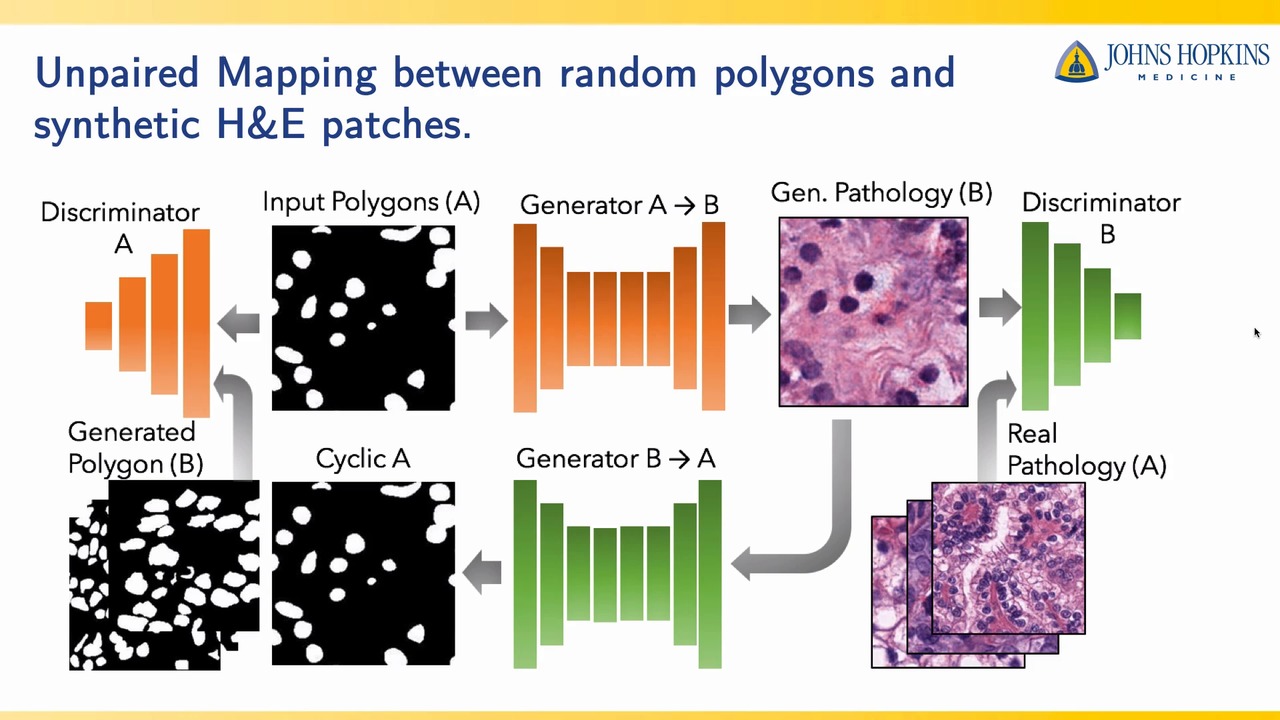 Unpaired Mapping between random polygons and
synthetic H&E patches.
JOHNS HOPKINS
MEDICINE
Discriminator
A
Input Polygons (A)
Generator A → B
Gen. Pathology (B)
Discriminator
B
Generated
Polygon (B)
Cyclic A
Generator B → A
Real
Pathology (A)